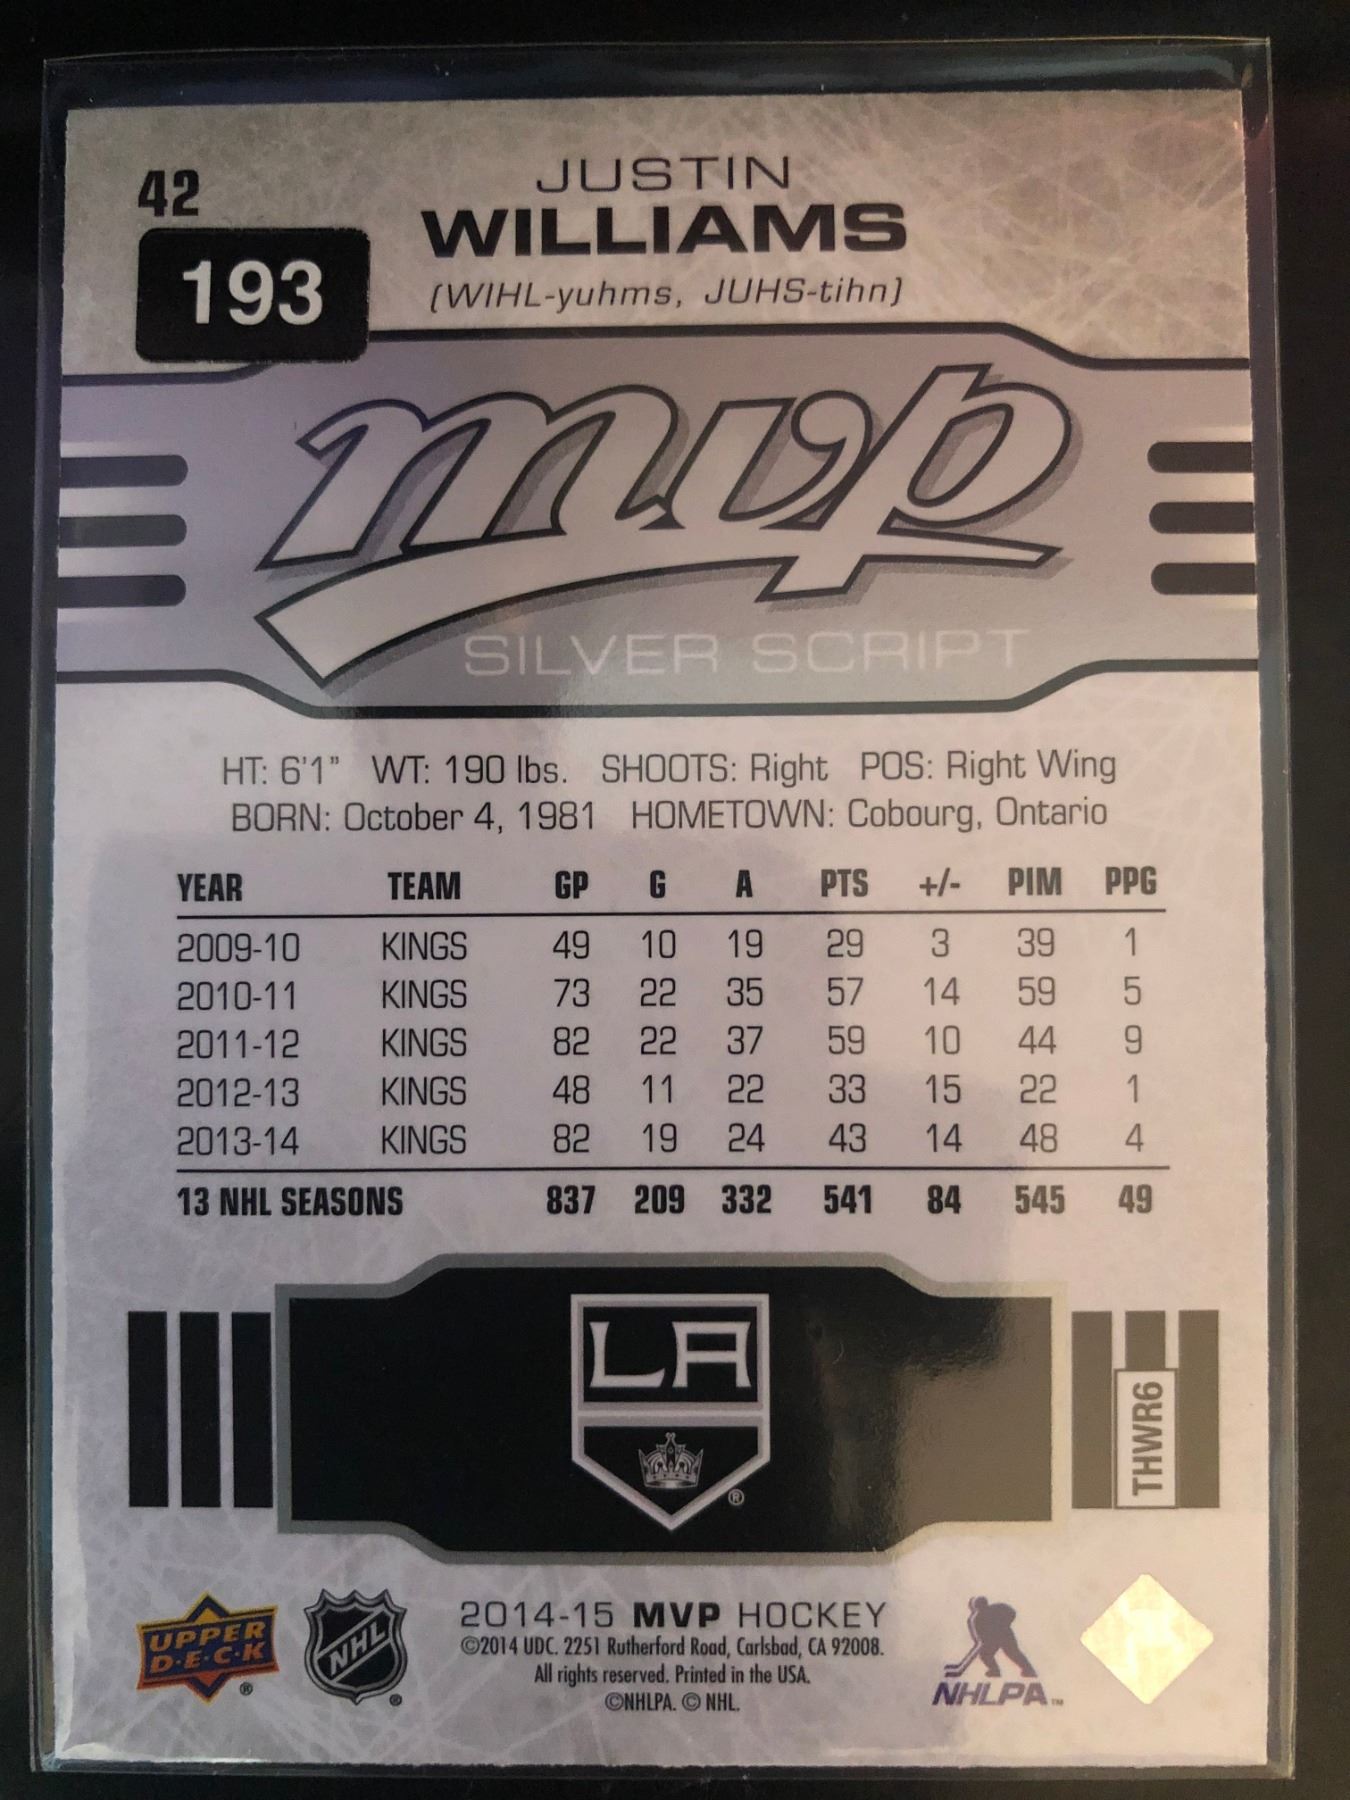 42
JUSTIN
193
WILLIAMS
(WIHL-yuhms, JUHS-tihn)
mvp
SILVER SCRIPT
HT: 6'1" WT: 190 lbs. SHOOTS: Right POS: Right Wing
BORN: October 4, 1981 HOMETOWN: Cobourg, Ontario
YEAR TEAM GP G A PTS +/- PIM PPG
2009-10 KINGS 49 10 19 29 3 39 1
2010-11 KINGS 73 22 35 57 14 59 5
2011-12 KINGS 82 22 37 59 10 44 9
2012-13 KINGS 48 11 22 33 15 22 1
2013-14 KINGS 82 19 24 43 14 48 4
13 NHL SEASONS 837 209 332 541 84 545 49
LA
®
THWR6
UPPER
D·E·C·K
®
NHL
®
2014-15 MVP HOCKEY
©2014 UDC. 2251 Rutherford Road, Carlsbad, CA 92008.
All rights reserved. Printed in the USA.
©NHLPA. © NHL.
NHLPA™